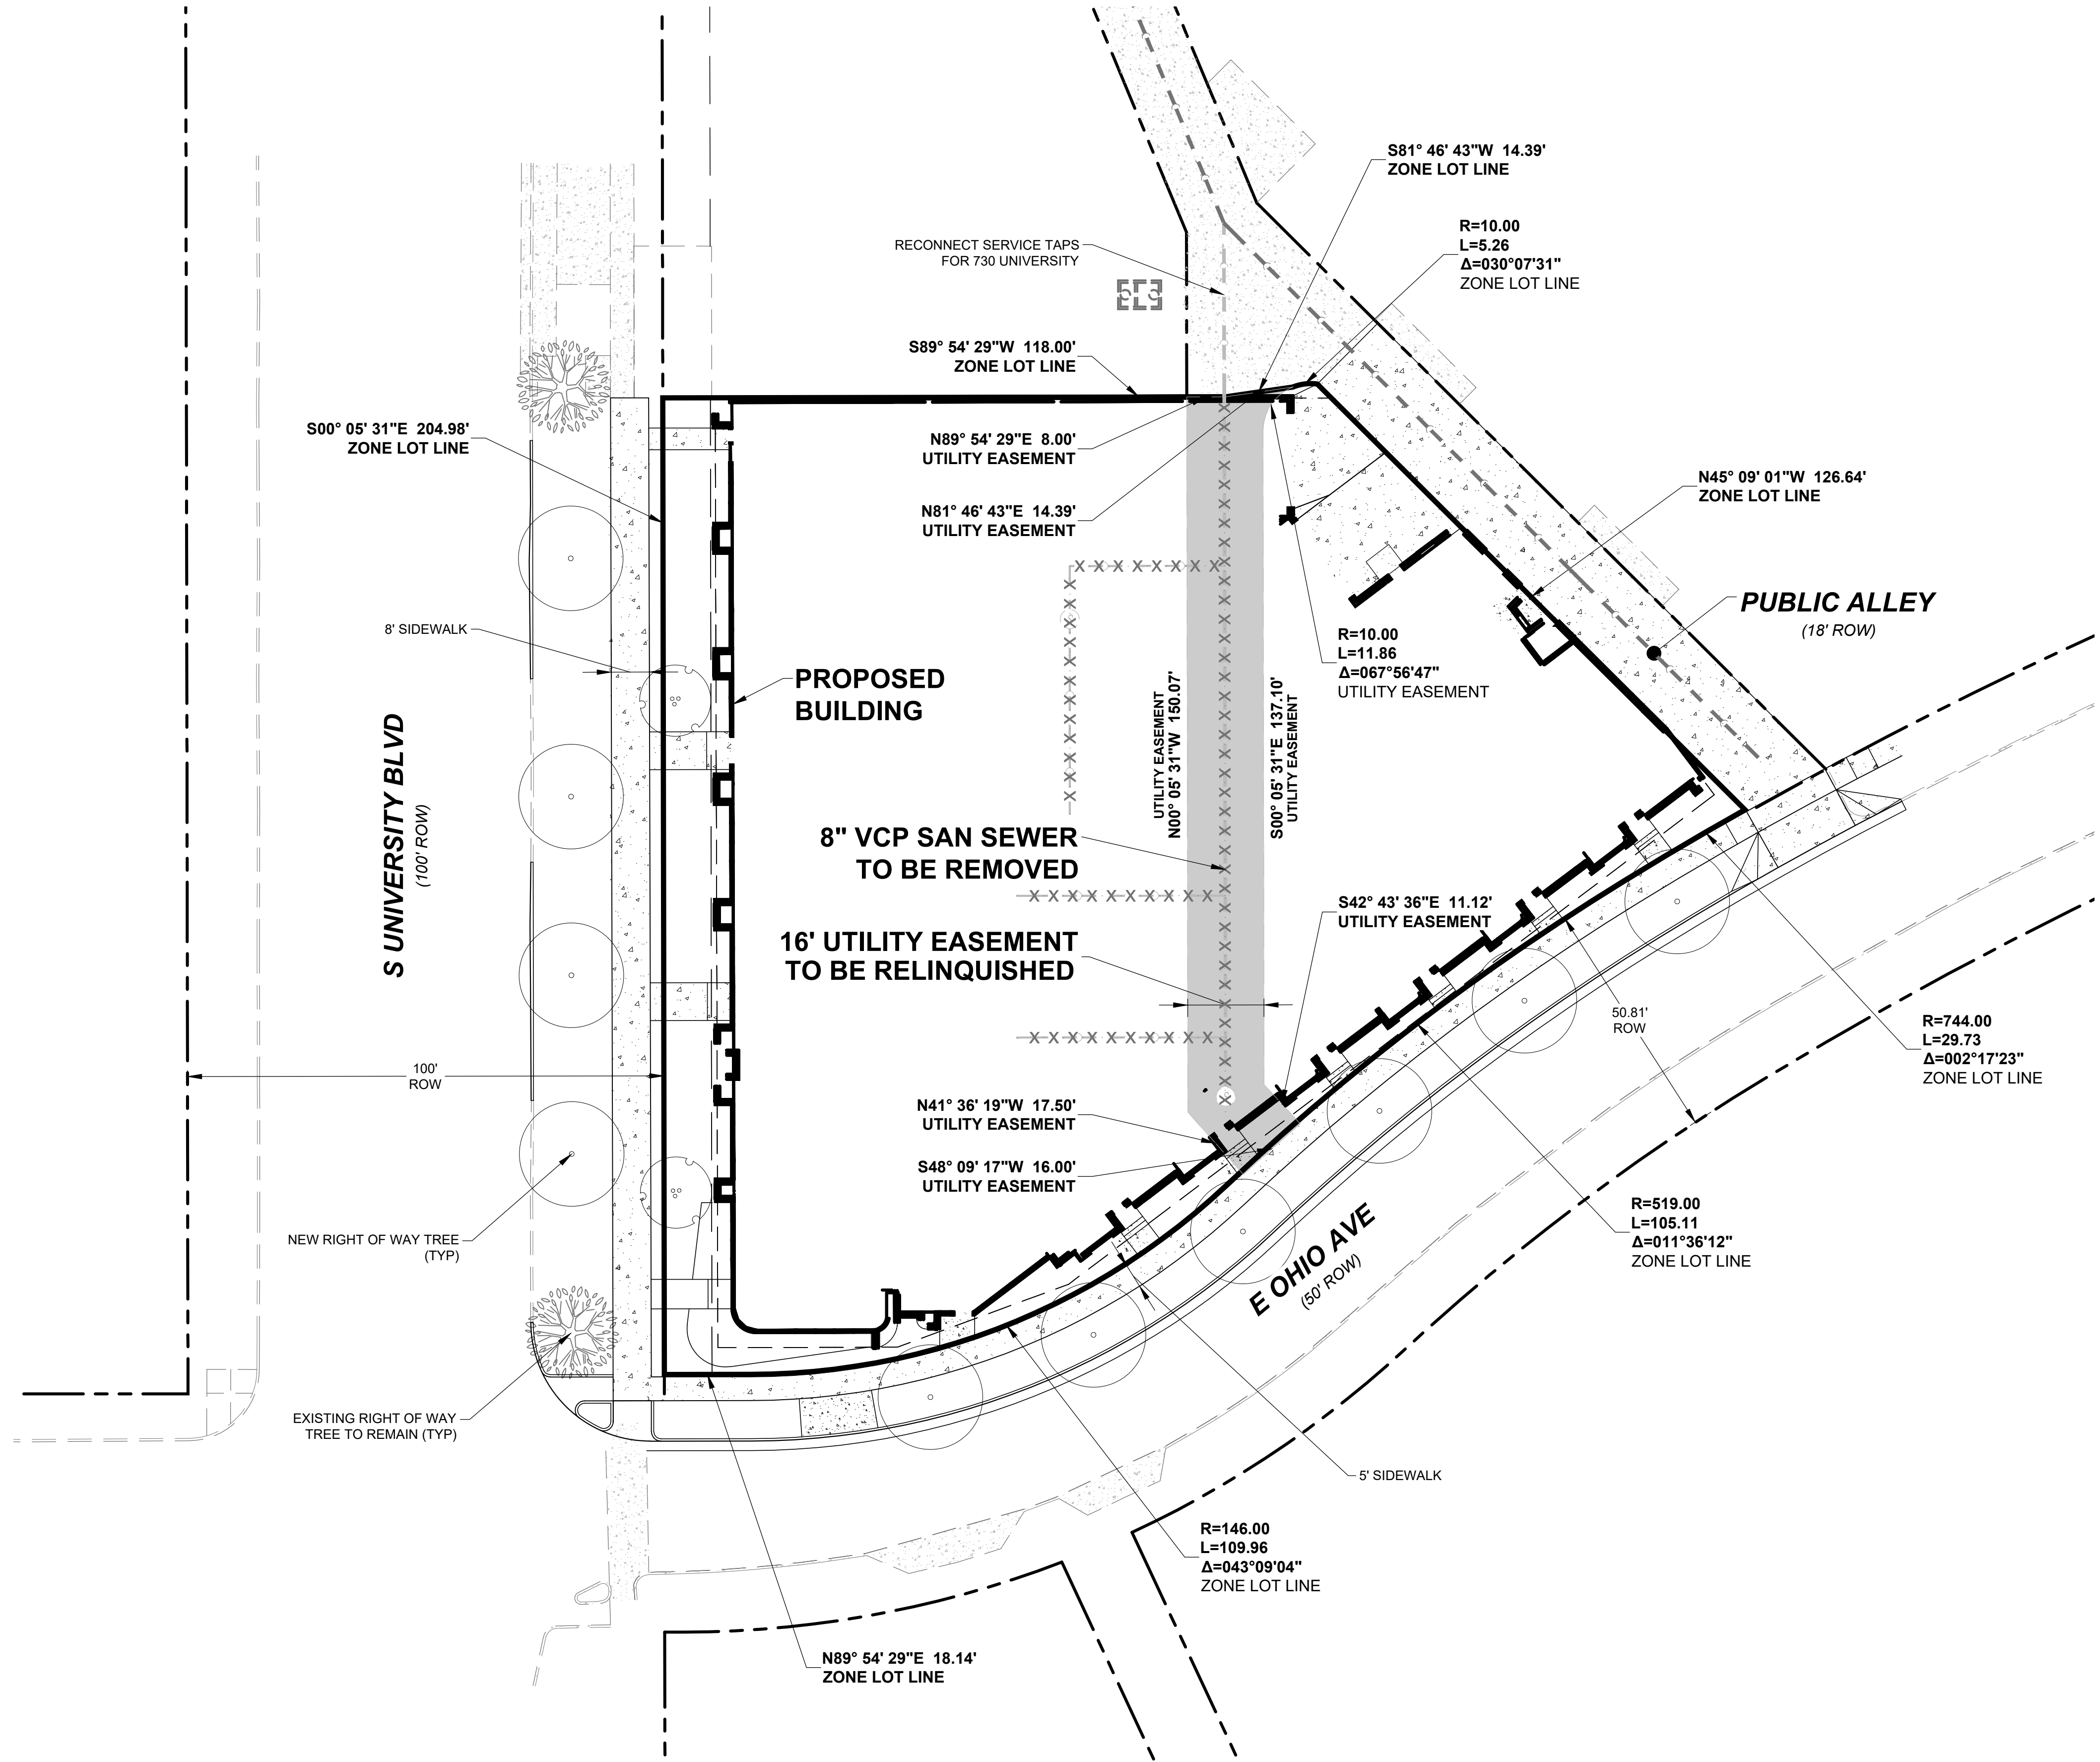 S81° 46' 43"W  14.39'
ZONE LOT LINE
R=10.00
L=5.26
Δ=030°07'31"
ZONE LOT LINE
RECONNECT SERVICE TAPS
FOR 730 UNIVERSITY
S89° 54' 29"W  118.00'
ZONE LOT LINE
S00° 05' 31"E  204.98'
ZONE LOT LINE
N89° 54' 29"E  8.00'
UTILITY EASEMENT
N45° 09' 01"W  126.64'
ZONE LOT LINE
N81° 46' 43"E  14.39'
UTILITY EASEMENT
PUBLIC ALLEY
(18' ROW)
8' SIDEWALK
R=10.00
L=11.86
Δ=067°56'47"
UTILITY EASEMENT
PROPOSED
BUILDING
UTILITY EASEMENT
N00° 05' 31"W  150.07'
S00° 05' 31"E  137.10'
UTILITY EASEMENT
S UNIVERSITY BLVD
(100' ROW)
8" VCP SAN SEWER
TO BE REMOVED
S42° 43' 36"E  11.12'
UTILITY EASEMENT
16' UTILITY EASEMENT
TO BE RELINQUISHED
50.81'
ROW
R=744.00
L=29.73
Δ=002°17'23"
ZONE LOT LINE
100'
ROW
N41° 36' 19"W  17.50'
UTILITY EASEMENT
S48° 09' 17"W  16.00'
UTILITY EASEMENT
R=519.00
L=105.11
Δ=011°36'12"
ZONE LOT LINE
NEW RIGHT OF WAY TREE
(TYP)
E OHIO AVE
(50' ROW)
EXISTING RIGHT OF WAY
TREE TO REMAIN (TYP)
5' SIDEWALK
R=146.00
L=109.96
Δ=043°09'04"
ZONE LOT LINE
N89° 54' 29"E  18.14'
ZONE LOT LINE